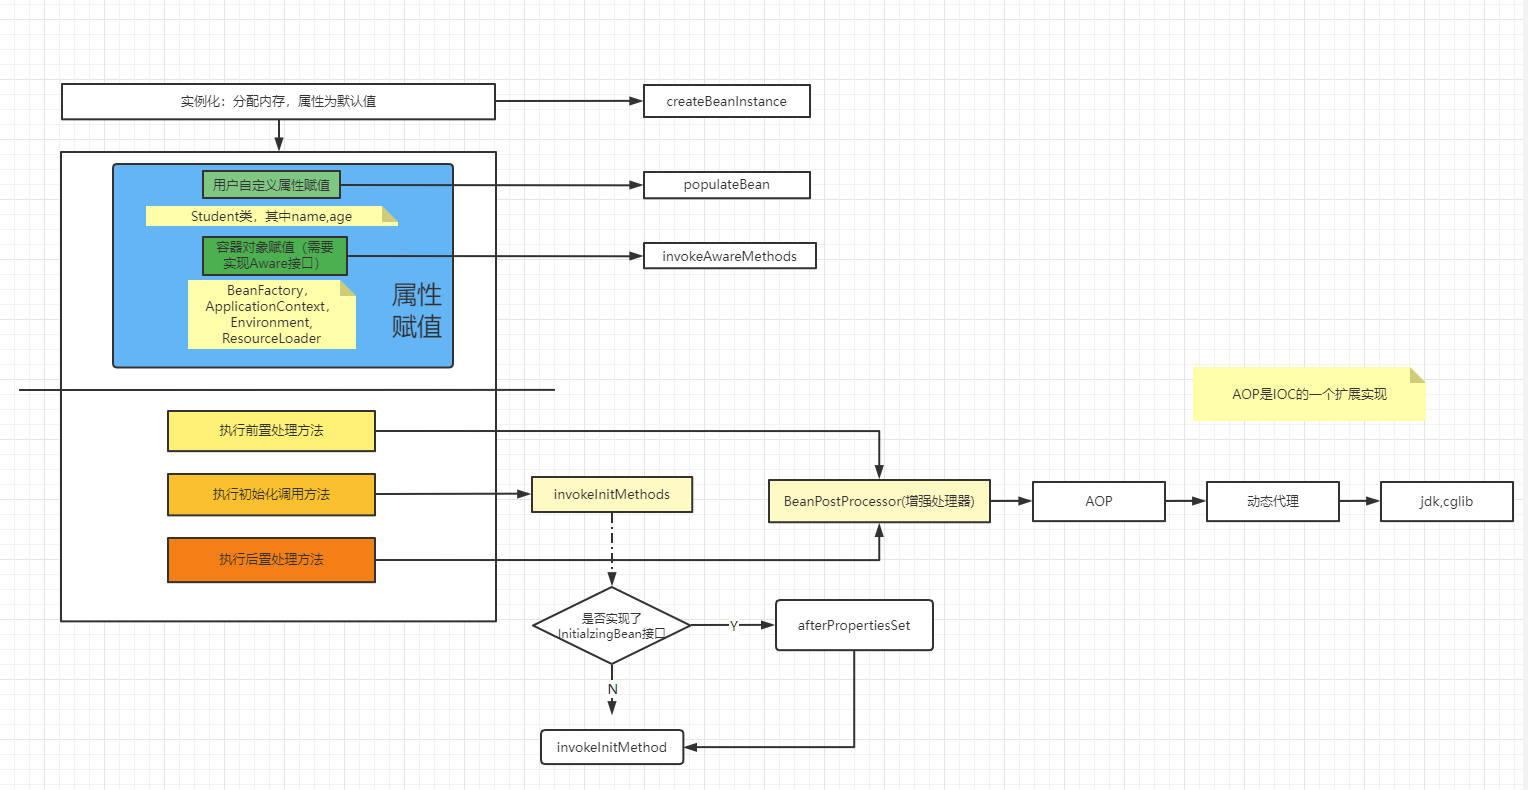 实例化：分配内存，属性为默认值
createBeanInstance
用户自定义属性赋值
populateBean
Student类，其中name,age
容器对象赋值（需要
实现Aware接口）
invokeAwareMethods
BeanFactory，
ApplicationContext，
Environment,
ResourceLoader
属性
赋值
AOP是IOC的一个扩展实现
执行前置处理方法
执行初始化调用方法
invokeInitMethods
BeanPostProcessor(增强处理器)
AOP
动态代理
jdk,cglib
执行后置处理方法
是否实现了
InitialzingBean接口
Y
afterPropertiesSet
N
invokeInitMethod